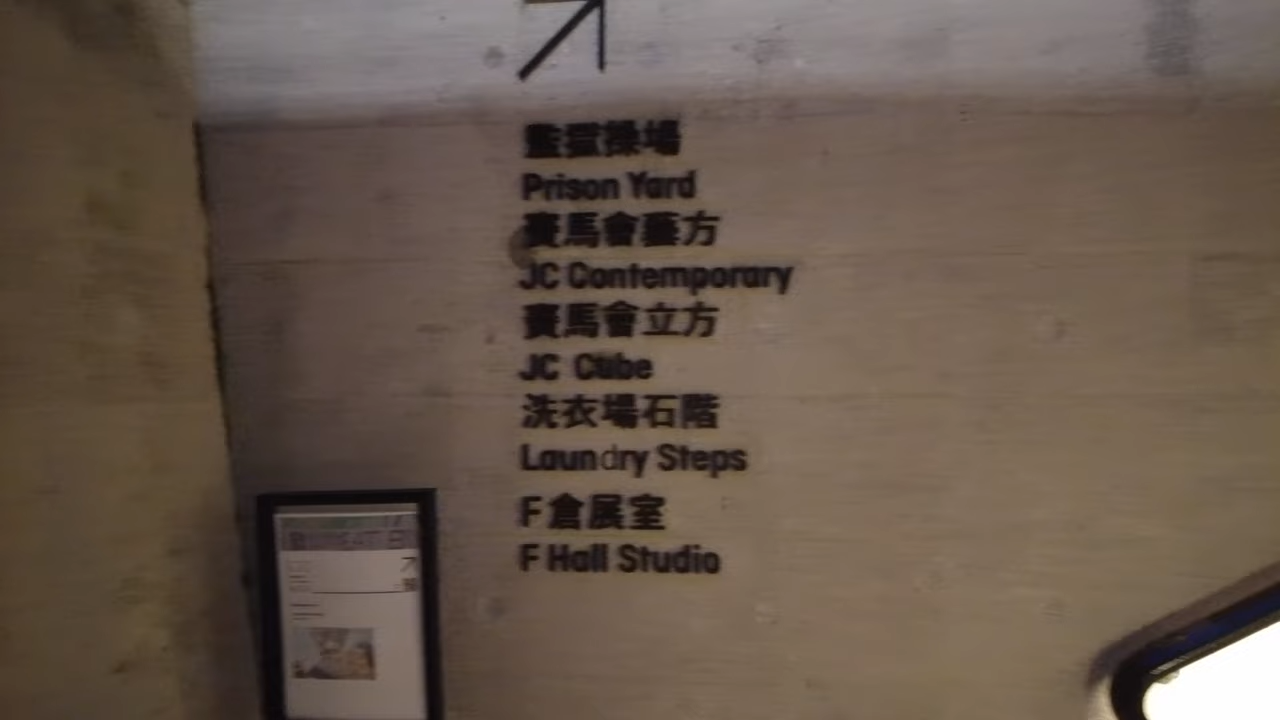 監獄操場
Prison Yard
賽馬會藝方
JC Contemporary
賽馬會立方
JC Cube
洗衣場石階
Laundry Steps
F倉展室
F Hall Studio